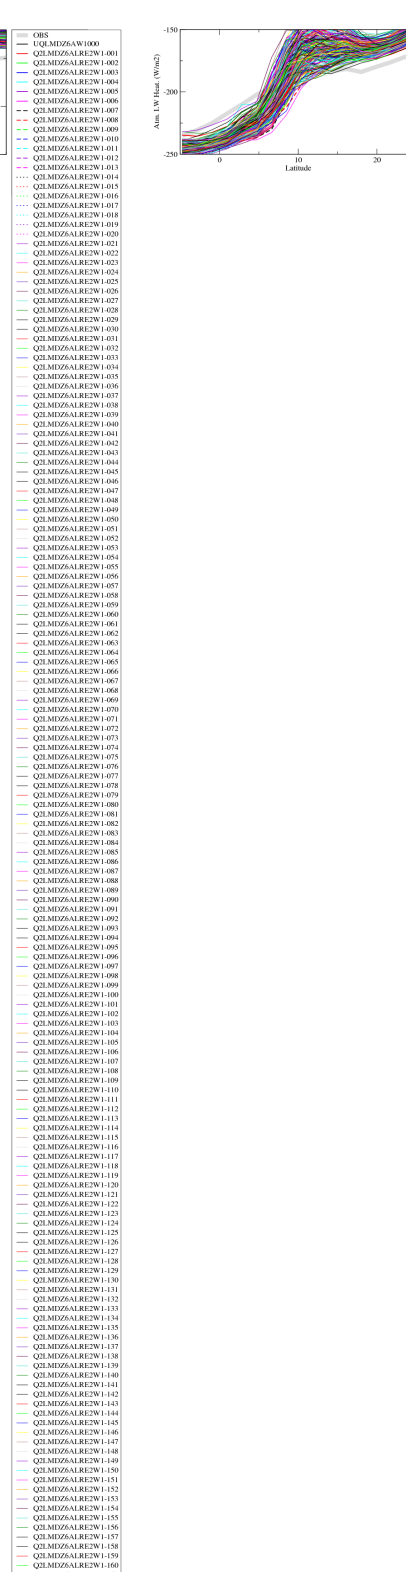 OBS
UQLMDZ6AW1000
Q2LMDZ6ALRE2W1-001
Q2LMDZ6ALRE2W1-002
Q2LMDZ6ALRE2W1-003
Q2LMDZ6ALRE2W1-004
Q2LMDZ6ALRE2W1-005
Q2LMDZ6ALRE2W1-006
Q2LMDZ6ALRE2W1-007
Q2LMDZ6ALRE2W1-008
Q2LMDZ6ALRE2W1-009
Q2LMDZ6ALRE2W1-010
Q2LMDZ6ALRE2W1-011
Q2LMDZ6ALRE2W1-012
Q2LMDZ6ALRE2W1-013
Q2LMDZ6ALRE2W1-014
Q2LMDZ6ALRE2W1-015
Q2LMDZ6ALRE2W1-016
Q2LMDZ6ALRE2W1-017
Q2LMDZ6ALRE2W1-018
Q2LMDZ6ALRE2W1-019
Q2LMDZ6ALRE2W1-020
Q2LMDZ6ALRE2W1-021
Q2LMDZ6ALRE2W1-022
Q2LMDZ6ALRE2W1-023
Q2LMDZ6ALRE2W1-024
Q2LMDZ6ALRE2W1-025
Q2LMDZ6ALRE2W1-026
Q2LMDZ6ALRE2W1-027
Q2LMDZ6ALRE2W1-028
Q2LMDZ6ALRE2W1-029
Q2LMDZ6ALRE2W1-030
Q2LMDZ6ALRE2W1-031
Q2LMDZ6ALRE2W1-032
Q2LMDZ6ALRE2W1-033
Q2LMDZ6ALRE2W1-034
Q2LMDZ6ALRE2W1-035
Q2LMDZ6ALRE2W1-036
Q2LMDZ6ALRE2W1-037
Q2LMDZ6ALRE2W1-038
Q2LMDZ6ALRE2W1-039
Q2LMDZ6ALRE2W1-040
Q2LMDZ6ALRE2W1-041
Q2LMDZ6ALRE2W1-042
Q2LMDZ6ALRE2W1-043
Q2LMDZ6ALRE2W1-044
Q2LMDZ6ALRE2W1-045
Q2LMDZ6ALRE2W1-046
Q2LMDZ6ALRE2W1-047
Q2LMDZ6ALRE2W1-048
Q2LMDZ6ALRE2W1-049
Q2LMDZ6ALRE2W1-050
Q2LMDZ6ALRE2W1-051
Q2LMDZ6ALRE2W1-052
Q2LMDZ6ALRE2W1-053
Q2LMDZ6ALRE2W1-054
Q2LMDZ6ALRE2W1-055
Q2LMDZ6ALRE2W1-056
Q2LMDZ6ALRE2W1-057
Q2LMDZ6ALRE2W1-058
Q2LMDZ6ALRE2W1-059
Q2LMDZ6ALRE2W1-060
Q2LMDZ6ALRE2W1-061
Q2LMDZ6ALRE2W1-062
Q2LMDZ6ALRE2W1-063
Q2LMDZ6ALRE2W1-064
Q2LMDZ6ALRE2W1-065
Q2LMDZ6ALRE2W1-066
Q2LMDZ6ALRE2W1-067
Q2LMDZ6ALRE2W1-068
Q2LMDZ6ALRE2W1-069
Q2LMDZ6ALRE2W1-070
Q2LMDZ6ALRE2W1-071
Q2LMDZ6ALRE2W1-072
Q2LMDZ6ALRE2W1-073
Q2LMDZ6ALRE2W1-074
Q2LMDZ6ALRE2W1-075
Q2LMDZ6ALRE2W1-076
Q2LMDZ6ALRE2W1-077
Q2LMDZ6ALRE2W1-078
Q2LMDZ6ALRE2W1-079
Q2LMDZ6ALRE2W1-080
Q2LMDZ6ALRE2W1-081
Q2LMDZ6ALRE2W1-082
Q2LMDZ6ALRE2W1-083
Q2LMDZ6ALRE2W1-084
Q2LMDZ6ALRE2W1-085
Q2LMDZ6ALRE2W1-086
Q2LMDZ6ALRE2W1-087
Q2LMDZ6ALRE2W1-088
Q2LMDZ6ALRE2W1-089
Q2LMDZ6ALRE2W1-090
Q2LMDZ6ALRE2W1-091
Q2LMDZ6ALRE2W1-092
Q2LMDZ6ALRE2W1-093
Q2LMDZ6ALRE2W1-094
Q2LMDZ6ALRE2W1-095
Q2LMDZ6ALRE2W1-096
Q2LMDZ6ALRE2W1-097
Q2LMDZ6ALRE2W1-098
Q2LMDZ6ALRE2W1-099
Q2LMDZ6ALRE2W1-100
Q2LMDZ6ALRE2W1-101
Q2LMDZ6ALRE2W1-102
Q2LMDZ6ALRE2W1-103
Q2LMDZ6ALRE2W1-104
Q2LMDZ6ALRE2W1-105
Q2LMDZ6ALRE2W1-106
Q2LMDZ6ALRE2W1-107
Q2LMDZ6ALRE2W1-108
Q2LMDZ6ALRE2W1-109
Q2LMDZ6ALRE2W1-110
Q2LMDZ6ALRE2W1-111
Q2LMDZ6ALRE2W1-112
Q2LMDZ6ALRE2W1-113
Q2LMDZ6ALRE2W1-114
Q2LMDZ6ALRE2W1-115
Q2LMDZ6ALRE2W1-116
Q2LMDZ6ALRE2W1-117
Q2LMDZ6ALRE2W1-118
Q2LMDZ6ALRE2W1-119
Q2LMDZ6ALRE2W1-120
Q2LMDZ6ALRE2W1-121
Q2LMDZ6ALRE2W1-122
Q2LMDZ6ALRE2W1-123
Q2LMDZ6ALRE2W1-124
Q2LMDZ6ALRE2W1-125
Q2LMDZ6ALRE2W1-126
Q2LMDZ6ALRE2W1-127
Q2LMDZ6ALRE2W1-128
Q2LMDZ6ALRE2W1-129
Q2LMDZ6ALRE2W1-130
Q2LMDZ6ALRE2W1-131
Q2LMDZ6ALRE2W1-132
Q2LMDZ6ALRE2W1-133
Q2LMDZ6ALRE2W1-134
Q2LMDZ6ALRE2W1-135
Q2LMDZ6ALRE2W1-136
Q2LMDZ6ALRE2W1-137
Q2LMDZ6ALRE2W1-138
Q2LMDZ6ALRE2W1-139
Q2LMDZ6ALRE2W1-140
Q2LMDZ6ALRE2W1-141
Q2LMDZ6ALRE2W1-142
Q2LMDZ6ALRE2W1-143
Q2LMDZ6ALRE2W1-144
Q2LMDZ6ALRE2W1-145
Q2LMDZ6ALRE2W1-146
Q2LMDZ6ALRE2W1-147
Q2LMDZ6ALRE2W1-148
Q2LMDZ6ALRE2W1-149
Q2LMDZ6ALRE2W1-150
Q2LMDZ6ALRE2W1-151
Q2LMDZ6ALRE2W1-152
Q2LMDZ6ALRE2W1-153
Q2LMDZ6ALRE2W1-154
Q2LMDZ6ALRE2W1-155
Q2LMDZ6ALRE2W1-156
Q2LMDZ6ALRE2W1-157
Q2LMDZ6ALRE2W1-158
Q2LMDZ6ALRE2W1-159
Q2LMDZ6ALRE2W1-160
Atm. LW Heat. (W/m2)
-150
-200
-250
0
10
20
Latitude